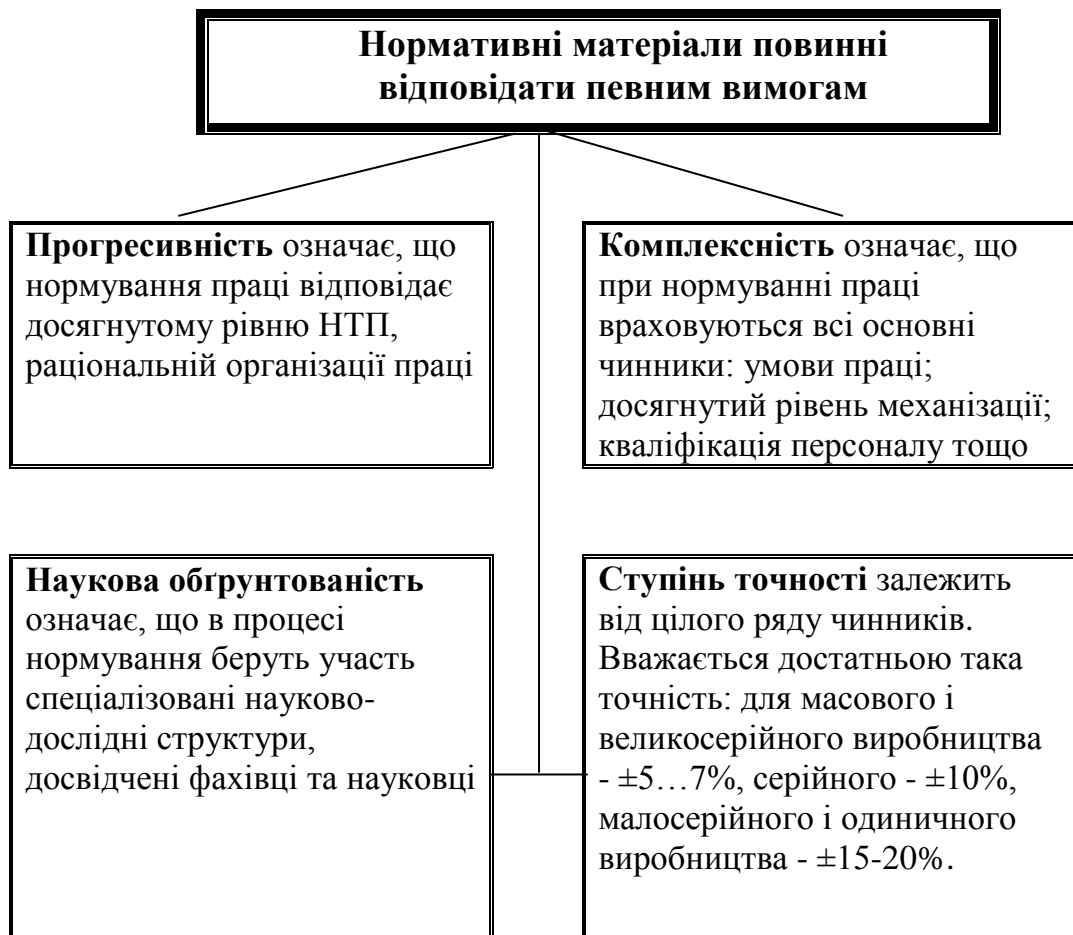 Нормативні матеріали повинні
відповідати певним вимогам
Прогресивність означає, що
нормування праці відповідає
досягнутому рівню НТП,
раціональній організації праці
Комплексність означає, що
при нормуванні праці
враховуються всі основні
чинники: умови праці;
досягнутий рівень механізації;
кваліфікація персоналу тощо
Наукова обґрунтованість
означає, що в процесі
нормування беруть участь
спеціалізовані науково-
дослідні структури,
досвідчені фахівці та науковці
Ступінь точності залежить
від цілого ряду чинників.
Вважається достатньою така
точність: для масового і
великосерійного виробництва
- ±5…7%, серійного - ±10%,
малосерійного і одиничного
виробництва - ±15-20%.